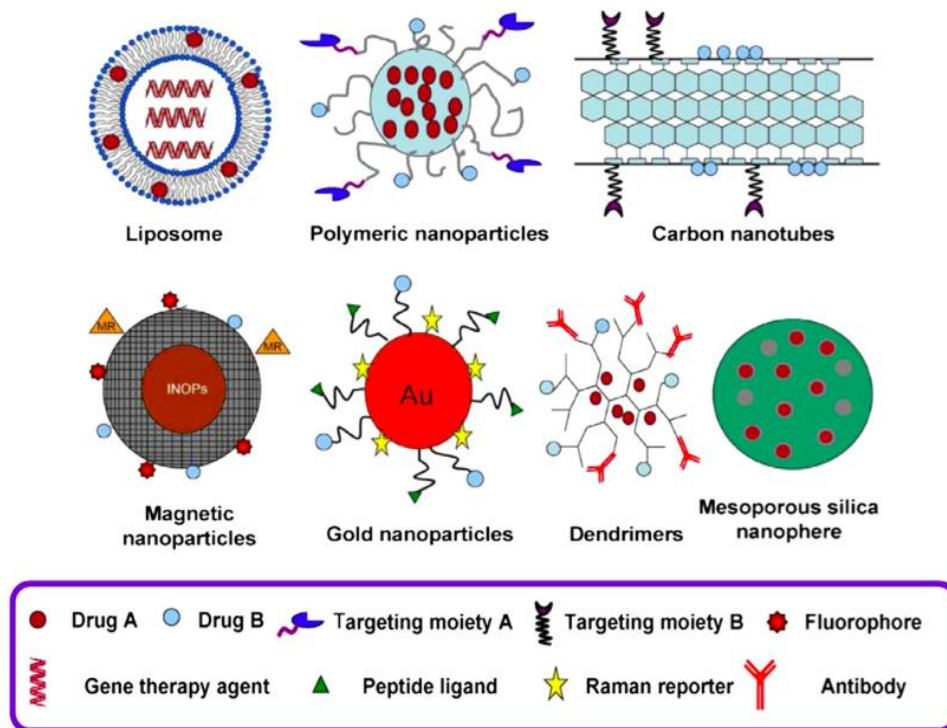 Liposome
Polymeric nanoparticles
Carbon nanotubes
MR
MR
INOPs
Au
Magnetic
nanoparticles
Gold nanoparticles
Dendrimers
Mesoporous silica
nanophere
Drug A
Drug B
Targeting moiety A
Targeting moiety B
Fluorophore
Gene therapy agent
Peptide ligand
Raman reporter
Antibody